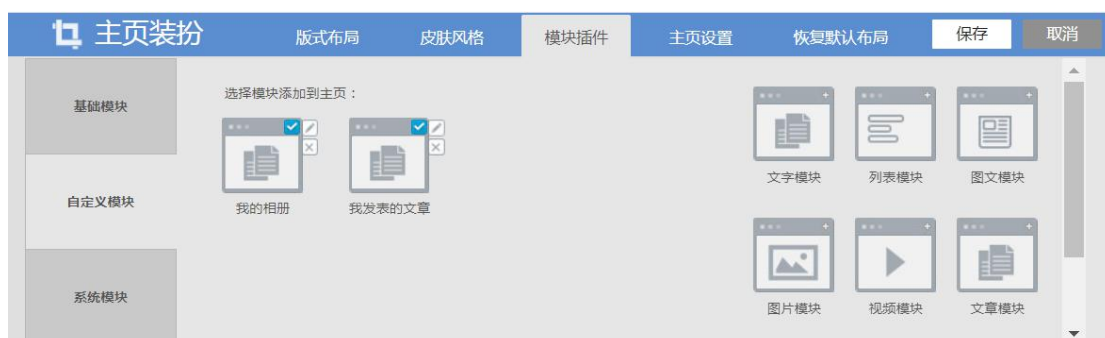 主页装扮 版式布局 皮肤风格 模块插件 主页设置 恢复默认布局 保存 取消
基础模块
选择模块添加到主页：
文字模块 列表模块 图文模块
自定义模块
我的相册 我发表的文章
系统模块
图片模块 视频模块 文章模块